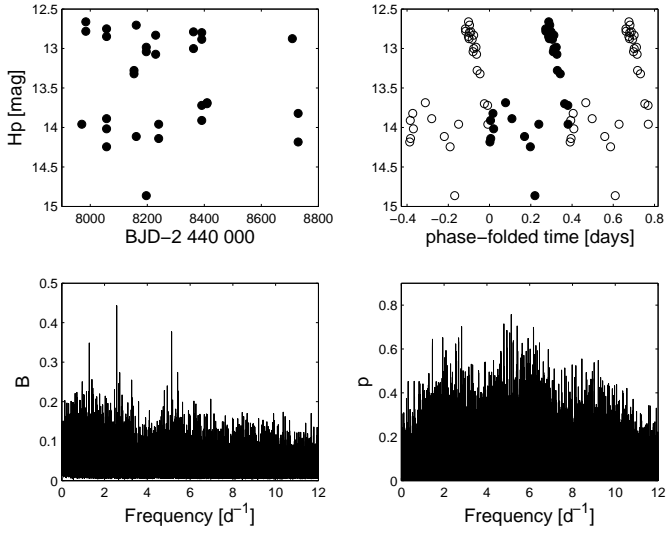 12.5
13.0
13.5
14.0
14.5
15
Hp [mag]
8000 8200 8400 8600 8800
BJD−2 440 000
12.5
13.0
13.5
14.0
14.5
15
−0.4 −0.2 0 0.2 0.4 0.6 0.8
phase−folded time [days]
0.5
0.4
0.3
0.2
0.1
0
B
0 2 4 6 8 10 12
Frequency [d−1]
0.8
0.6
0.4
0.2
0
p
0 2 4 6 8 10 12
Frequency [d−1]